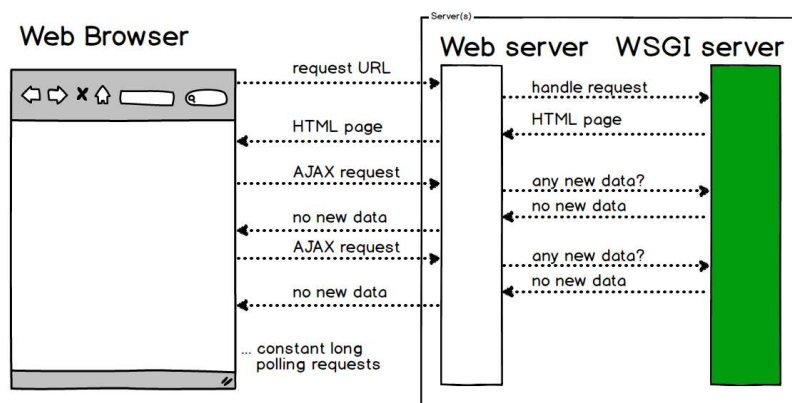 Server(s)
Web Browser
Web server
WSGI server
request URL
handle request
HTML page
HTML page
AJAX request
any new data?
no new data
no new data
AJAX request
any new data?
no new data
no new data
... constant long
polling requests